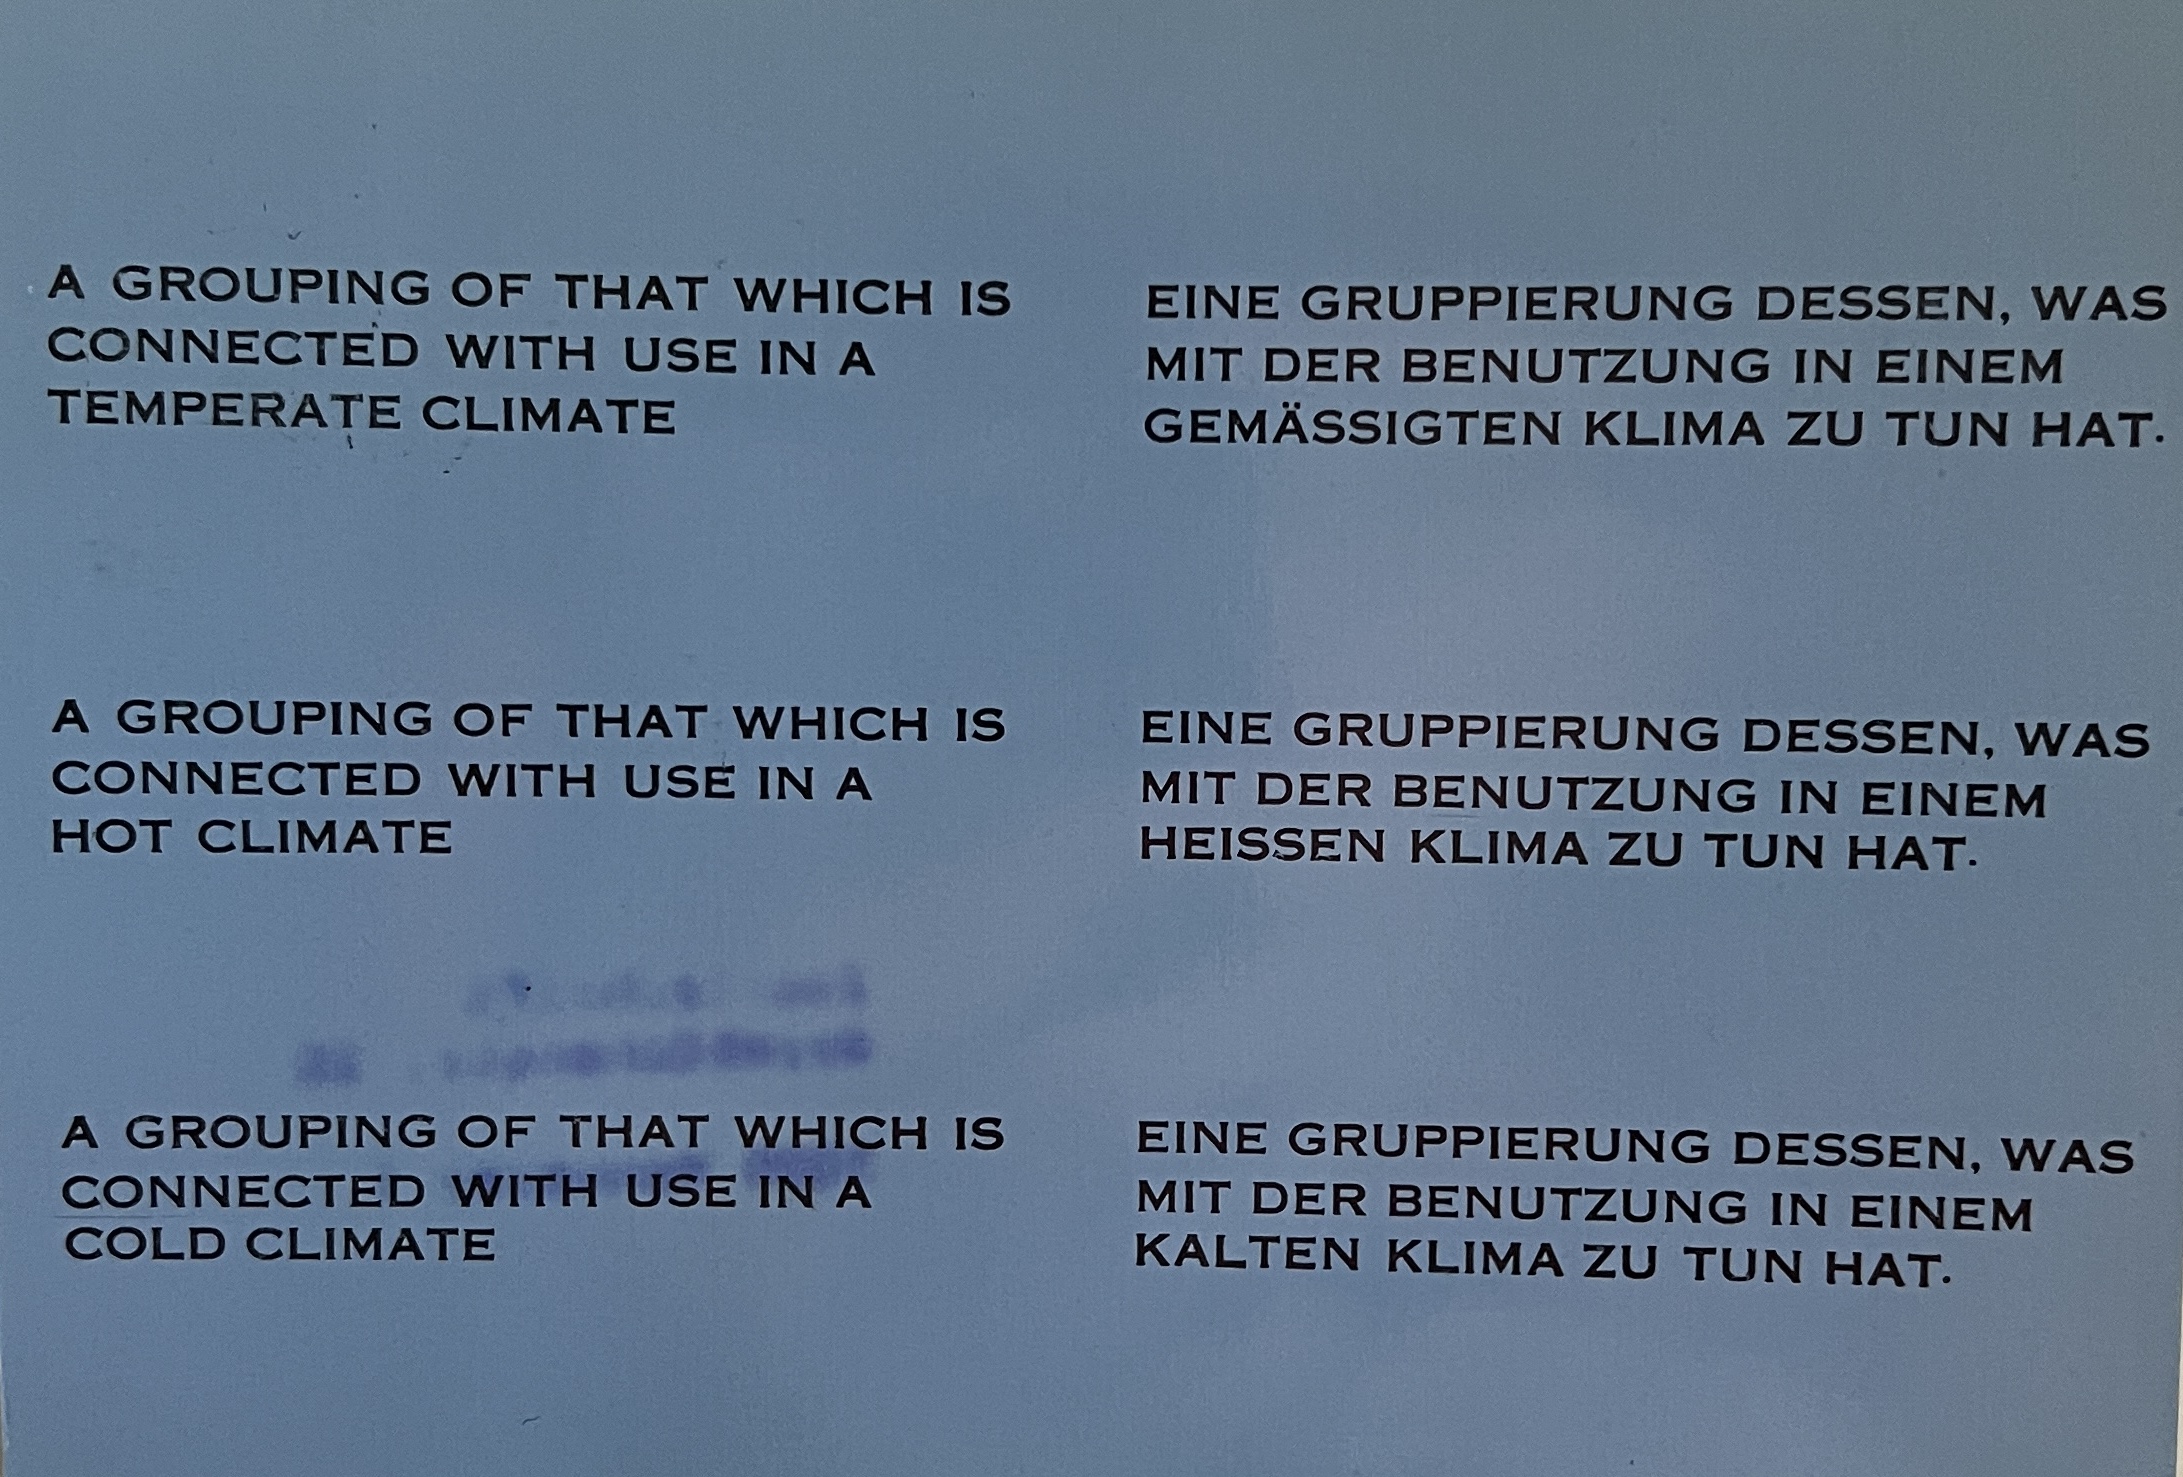 A GROUPING OF THAT WHICH IS
CONNECTED WITH USE IN A
TEMPERATE CLIMATE
EINE GRUPPIERUNG DESSEN, WAS
MIT DER BENUTZUNG IN EINEM
GEMÄSSIGTEN KLIMA ZU TUN HAT.
A GROUPING OF THAT WHICH IS
CONNECTED WITH USE IN A
HOT CLIMATE
EINE GRUPPIERUNG DESSEN, WAS
MIT DER BENUTZUNG IN EINEM
HEISSEN KLIMA ZU TUN HAT.
A GROUPING OF THAT WHICH IS
CONNECTED WITH USE IN A
COLD CLIMATE
EINE GRUPPIERUNG DESSEN, WAS
MIT DER BENUTZUNG IN EINEM
KALTEN KLIMA ZU TUN HAT.